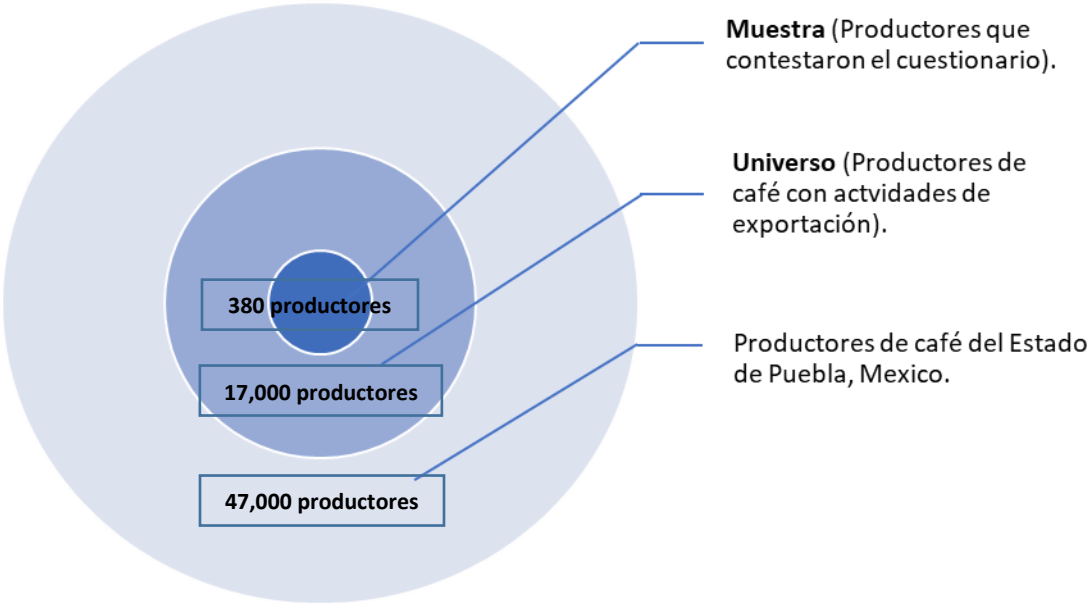 Muestra (Productores que
contestaron el cuestionario).
Universo (Productores de
café con actvidades de
exportación).
380 productores
17,000 productores
Productores de café del Estado
de Puebla, Mexico.
47,000 productores